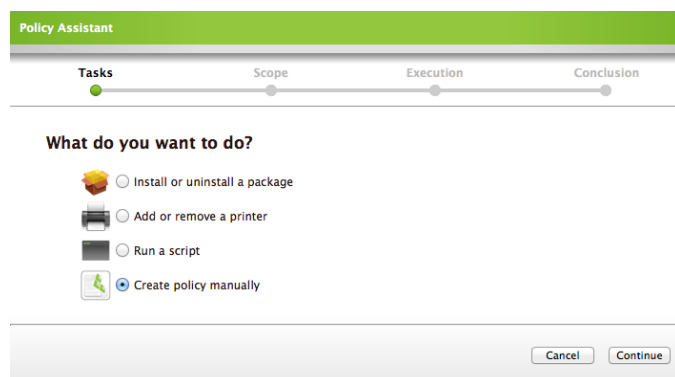 Policy Assistant
Tasks Scope Execution Conclusion
What do you want to do?
Install or uninstall a package
Add or remove a printer
Run a script
Create policy manually
Cancel Continue